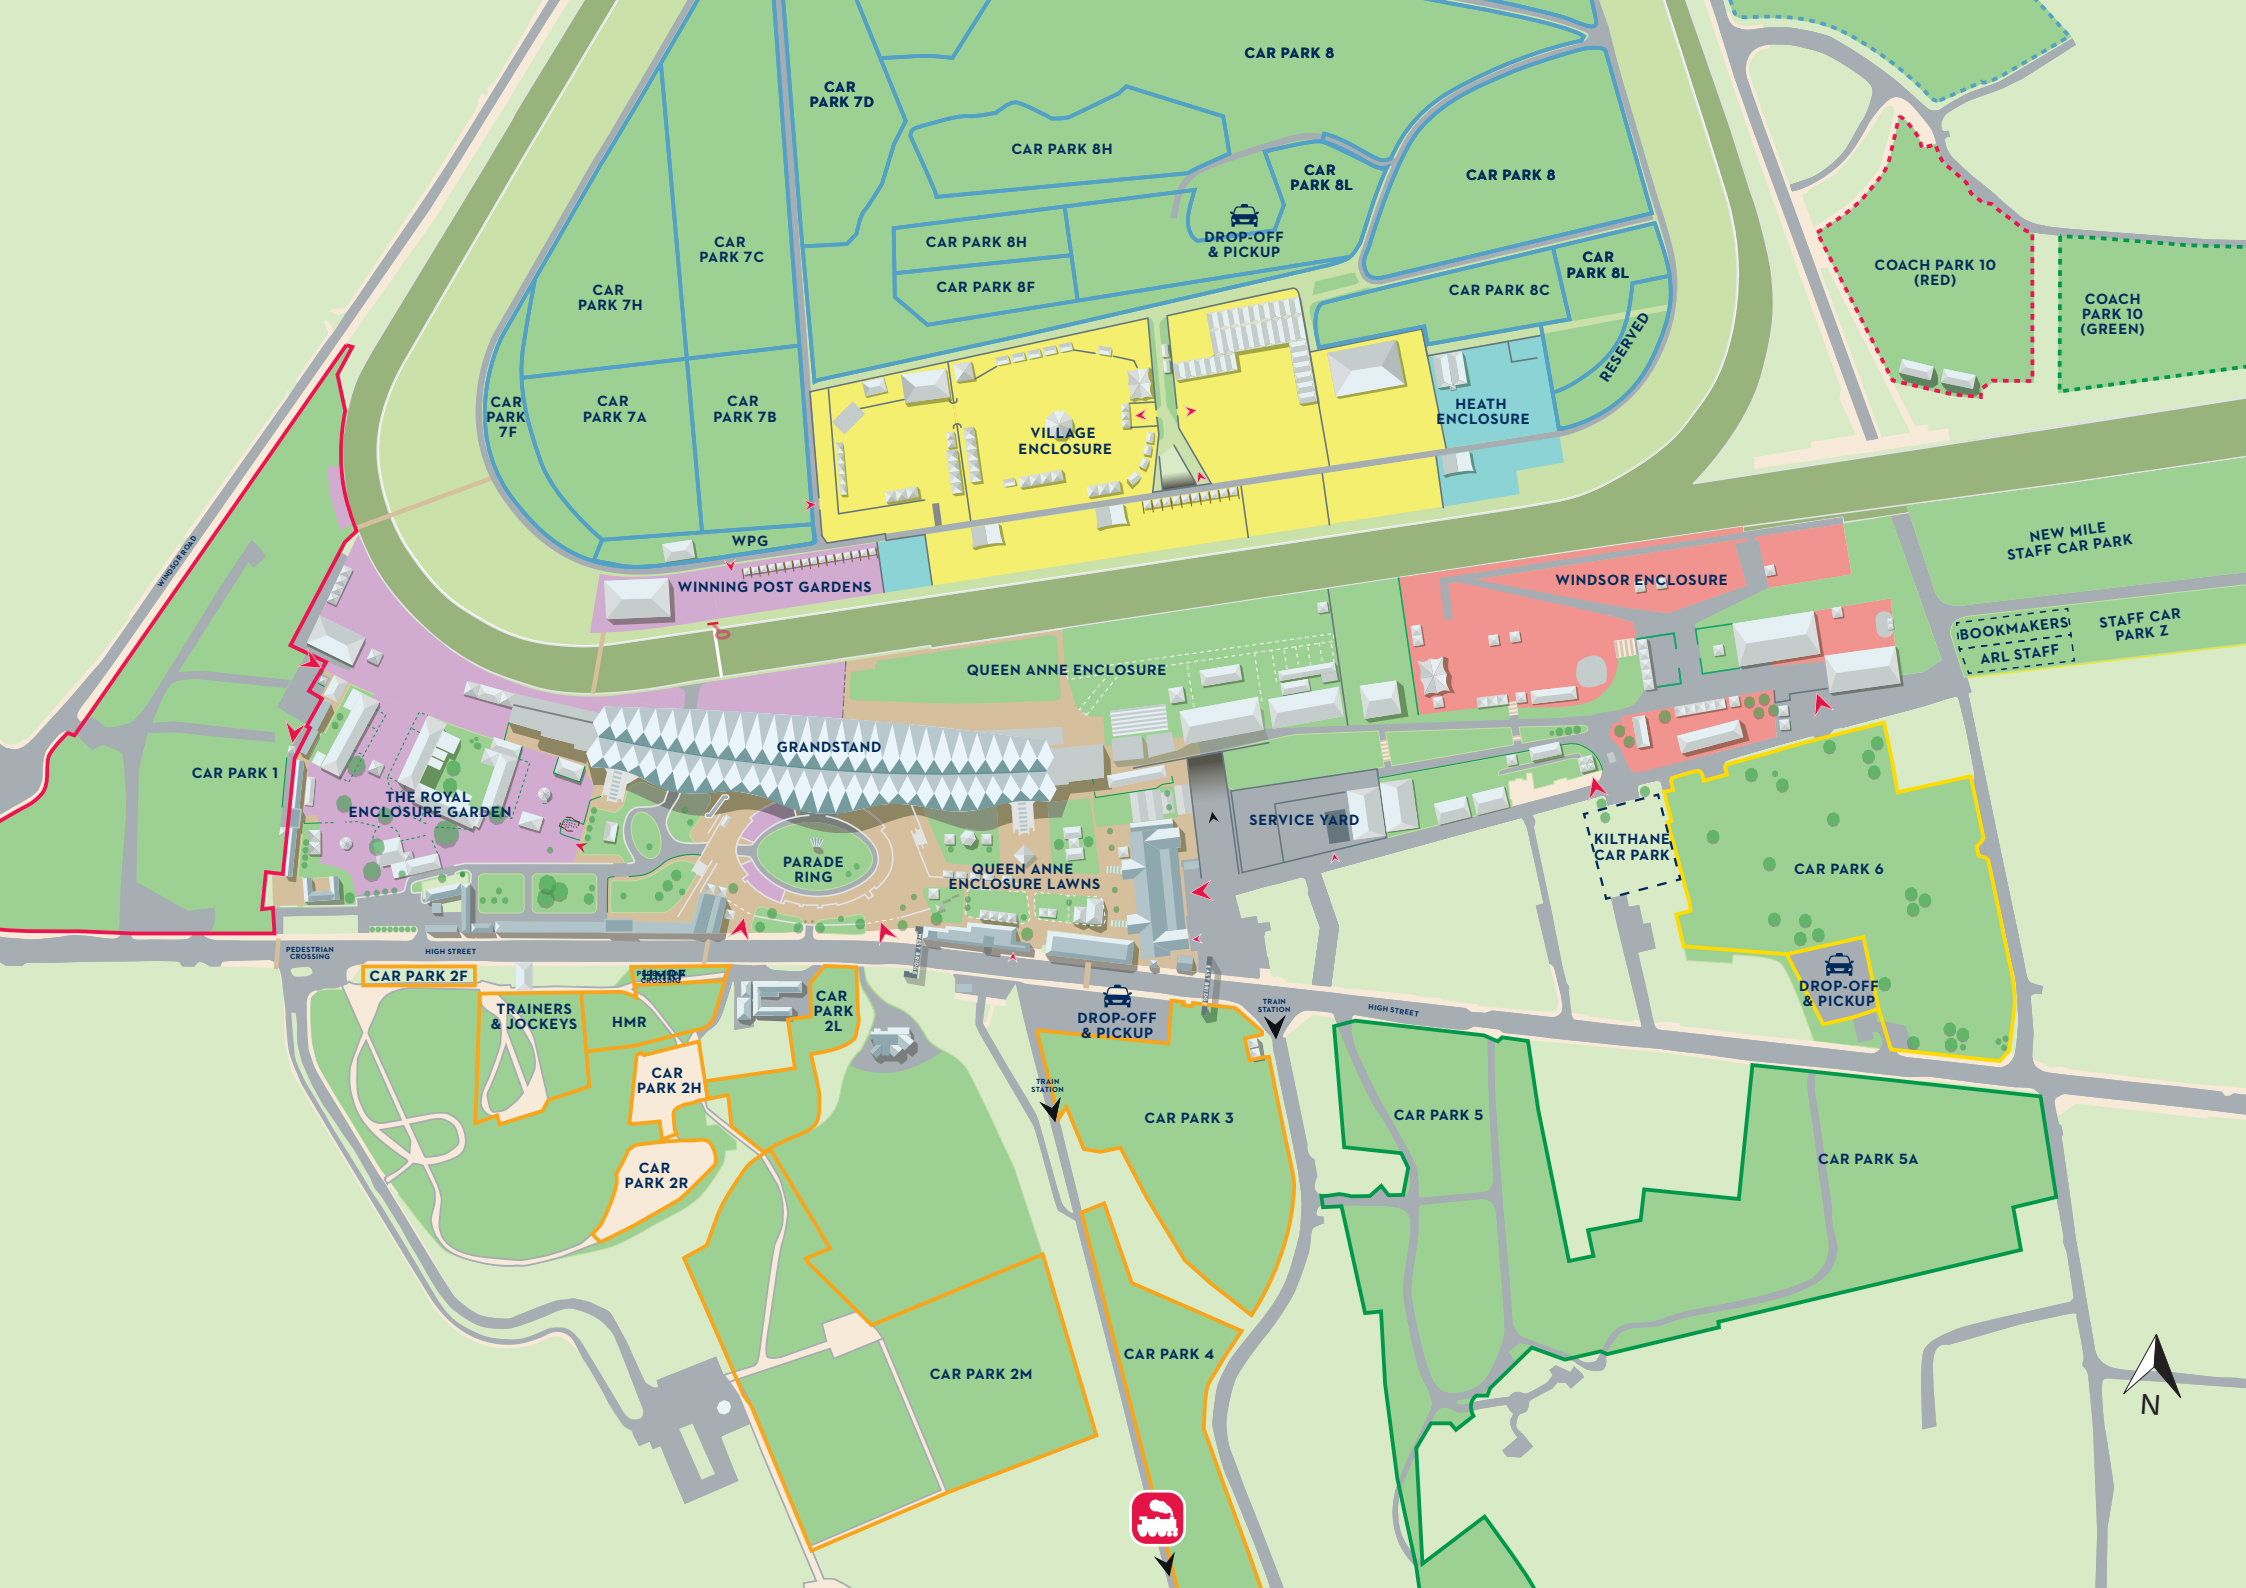 CAR PARK 8
CAR
PARK 7D
CAR PARK 8H
CAR
PARK 8L
CAR PARK 8
CAR
PARK 7C
CAR PARK 8H
DROP-OFF
& PICKUP
CAR
PARK 8L
COACH PARK 10
(RED)
CAR
PARK 7H
CAR PARK 8F
CAR PARK 8C
COACH
PARK 10
(GREEN)
RESERVED
CAR
PARK
7F
CAR
PARK 7A
CAR
PARK 7B
HEATH
ENCLOSURE
VILLAGE
ENCLOSURE
WINDSOR ROAD
WPG
NEW MILE
STAFF CAR PARK
WINNING POST GARDENS
WINDSOR ENCLOSURE
BOOKMAKERS
ARL STAFF
STAFF CAR
PARK Z
QUEEN ANNE ENCLOSURE
GRANDSTAND
CAR PARK 1
THE ROYAL
ENCLOSURE GARDEN
SERVICE YARD
KILTHANE
CAR PARK
PARADE
RING
QUEEN ANNE
ENCLOSURE LAWNS
CAR PARK 6
PEDESTRIAN
CROSSING
HIGH STREET
CAR PARK 2F
TRAINERS
& JOCKEYS
HMR
CAR
PARK
2L
DROP-OFF
& PICKUP
TRAIN
STATION
HIGH STREET
DROP-OFF
& PICKUP
CAR
PARK 2H
TRAIN
STATION
CAR PARK 3
CAR PARK 5
CAR PARK 5A
CAR
PARK 2R
CAR PARK 4
CAR PARK 2M
N